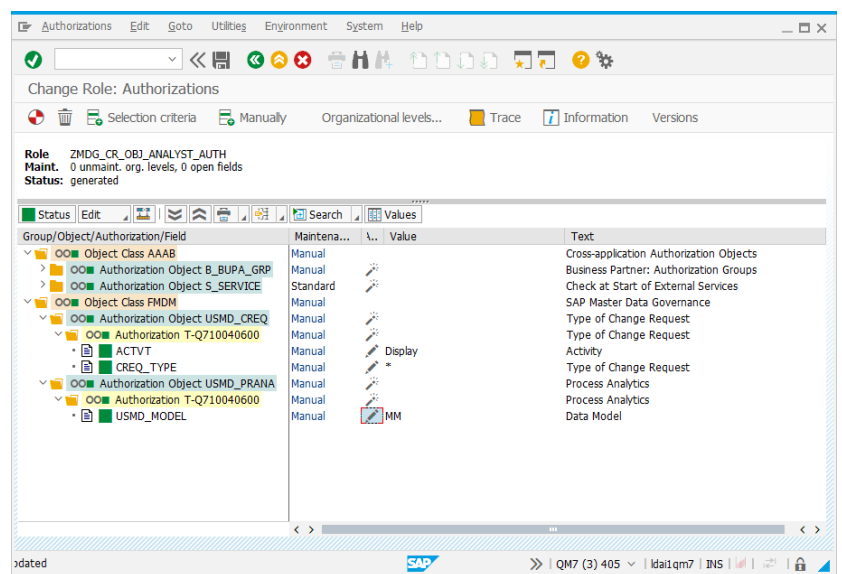 Authorizations Edit Goto Utilities Environment System Help
Change Role: Authorizations
Selection criteria Manually Organizational levels... Trace Information Versions
Role ZMDG_CR_OBJ_ANALYST_AUTH
Maint. 0 unmaint. org. levels, 0 open fields
Status: generated
Status Edit Search Values
Group/Object/Authorization/Field Maintena... Value Text
Object Class AAAB Manual Cross-application Authorization Objects
Authorization Object B_BUPA_GRP Manual Business Partner: Authorization Groups
Authorization Object S_SERVICE Standard Check at Start of External Services
Object Class FMDM Manual SAP Master Data Governance
Authorization Object USMD_CREQ Manual Type of Change Request
Authorization T-Q710040600 Manual Type of Change Request
ACTVT Manual Display Activity
CREQ_TYPE Manual * Type of Change Request
Authorization Object USMD_PRANA Manual Process Analytics
Authorization T-Q710040600 Manual Process Analytics
USMD_MODEL Manual MM Data Model
pdated SAP QM7 (3) 405 ldai1qm7 INS